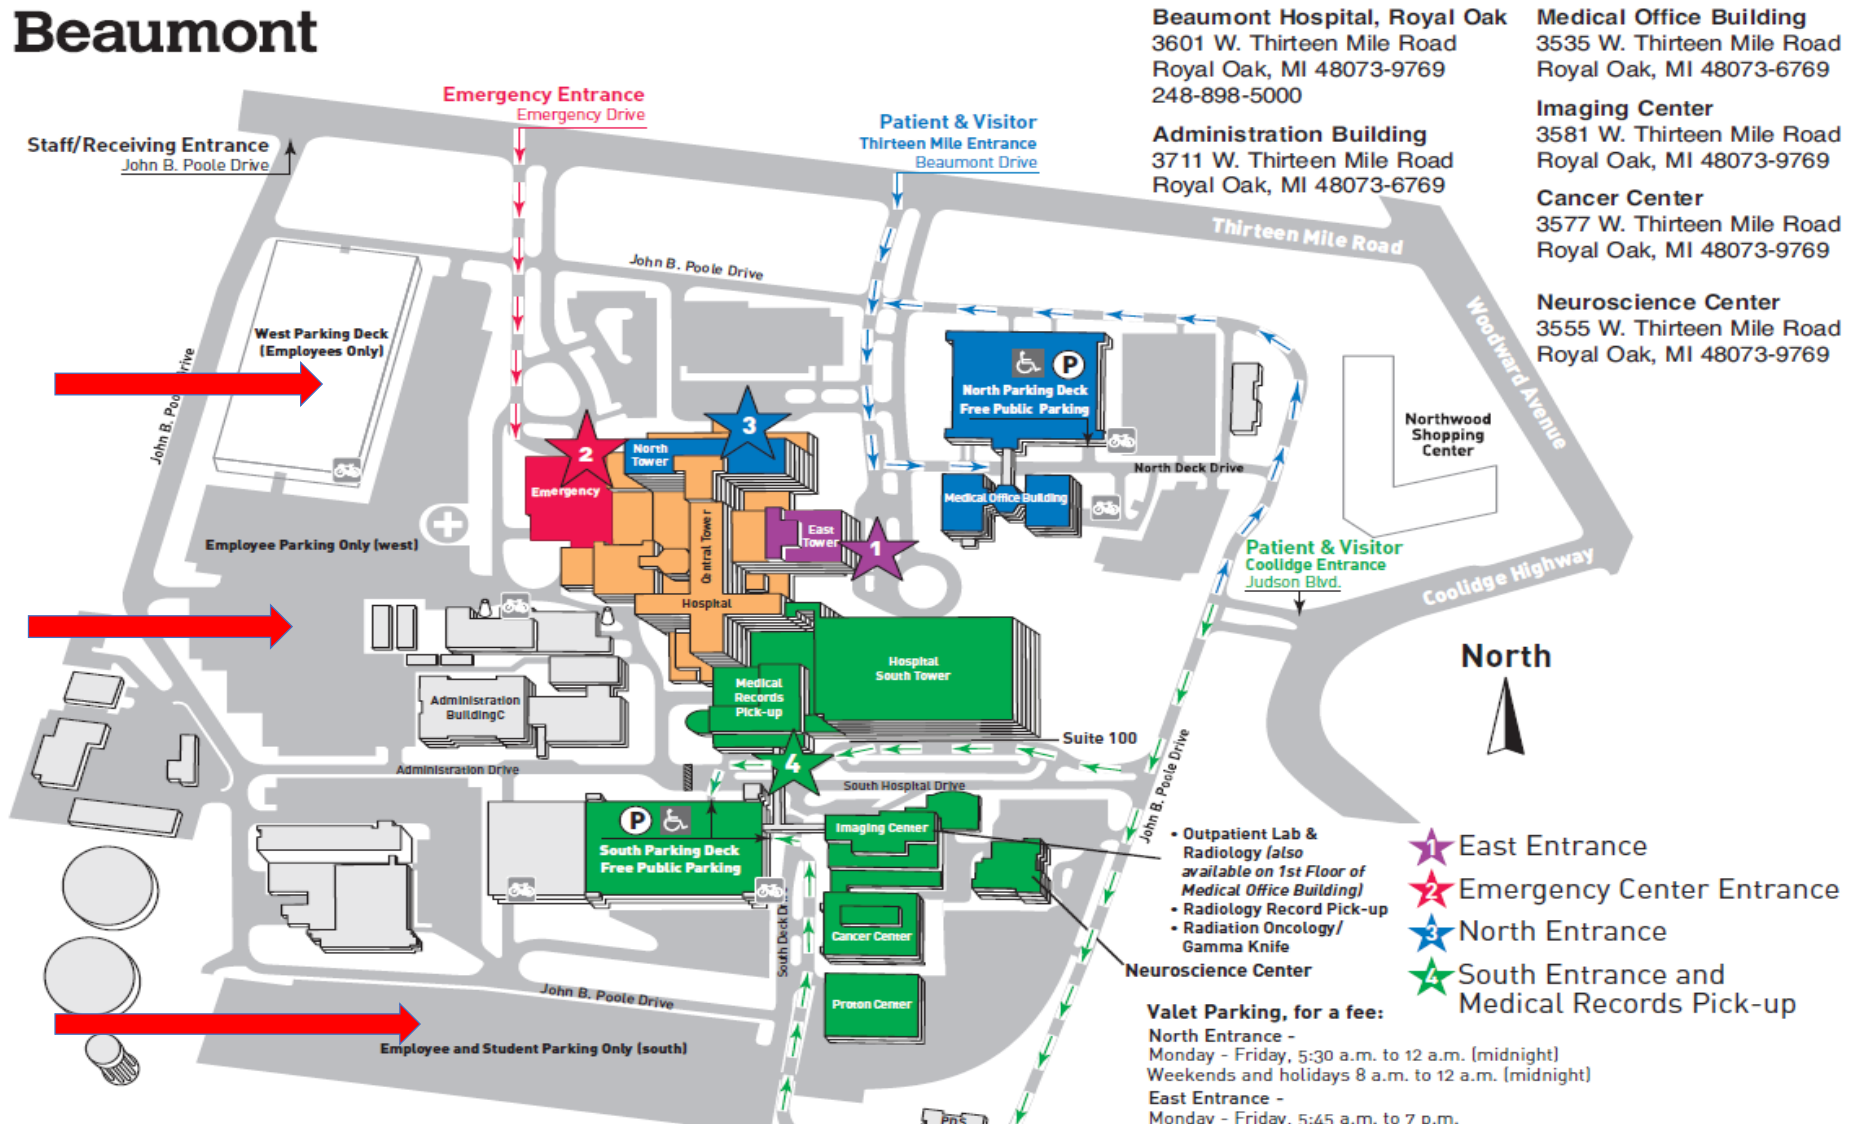 Beaumont
Beaumont Hospital, Royal Oak
3601 W. Thirteen Mile Road
Royal Oak, MI 48073-9769
248-898-5000
Administration Building
3711 W. Thirteen Mile Road
Royal Oak, MI 48073-6769
Medical Office Building
3535 W. Thirteen Mile Road
Royal Oak, MI 48073-6769
Imaging Center
3581 W. Thirteen Mile Road
Royal Oak, MI 48073-9769
Cancer Center
3577 W. Thirteen Mile Road
Royal Oak, MI 48073-9769
Neuroscience Center
3555 W. Thirteen Mile Road
Royal Oak, MI 48073-9769
Emergency Entrance
Emergency Drive
Staff/Receiving Entrance
John B. Poole Drive
Patient & Visitor
Thirteen Mile Entrance
Beaumont Drive
Thirteen Mile Road
John B. Poole Drive
Woodward Avenue
West Parking Deck
(Employees Only)
John B. Poo
rive
P
North Parking Deck
Free Public Parking
Northwood
Shopping
Center
3
2
North
Tower
Emergency
North Deck Drive
Medical Office Building
Employee Parking Only (west)
Central Tower
East
Tower
1
Patient & Visitor
Coolidge Entrance
Judson Blvd.
Coolidge Highway
Hospital
Hospital
South Tower
North
Medical
Records
Pick-up
Administration
BuildingC
Suite 100
4
Administration Drive
South Hospital Drive
John B. Poole Drive
P
South Parking Deck
Free Public Parking
Imaging Center
• Outpatient Lab &
Radiology (also
available on 1st Floor of
Medical Office Building)
• Radiology Record Pick-up
• Radiation Oncology/
Gamma Knife
Neuroscience Center
1 East Entrance
2 Emergency Center Entrance
3 North Entrance
4 South Entrance and
Medical Records Pick-up
South Deck Dr
Cancer Center
Proton Center
John B. Poole Drive
Employee and Student Parking Only (south)
Valet Parking, for a fee:
North Entrance -
Monday - Friday, 5:30 a.m. to 12 a.m. (midnight)
Weekends and holidays 8 a.m. to 12 a.m. (midnight)
East Entrance -
Monday - Friday, 5:45 a.m. to 7 p.m.